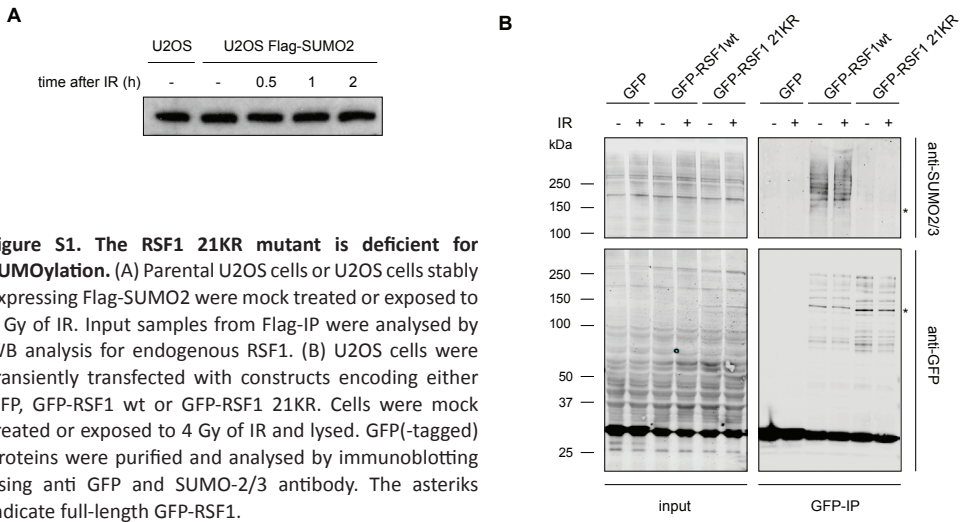 A
U2OS
U2OS Flag-SUMO2
time after IR (h)
- - 0.5 1 2
igure S1. The RSF1 21KR mutant is deficient for
UMOylation. (A) Parental U2OS cells or U2OS cells stably
xpressing Flag-SUMO2 were mock treated or exposed to
Gy of IR. Input samples from Flag-IP were analysed by
VB analysis for endogenous RSF1. (B) U2OS cells were
ransiently transfected with constructs encoding either
FP, GFP-RSF1 wt or GFP-RSF1 21KR. Cells were mock
reated or exposed to 4 Gy of IR and lysed. GFP(-tagged)
roteins were purified and analysed by immunoblotting
sing anti GFP and SUMO-2/3 antibody. The asteriks
ndicate full-length GFP-RSF1.
B
GFP
GFP-RSF1wt
GFP-RSF1 21KR
GFP
GFP-RSF1wt
GFP-RSF1 21KR
IR - + - + - + - + - + - +
kDa
250
150
100
*
anti-SUMO2/3
250
150
100
50
37
25
*
anti-GFP
input
GFP-IP